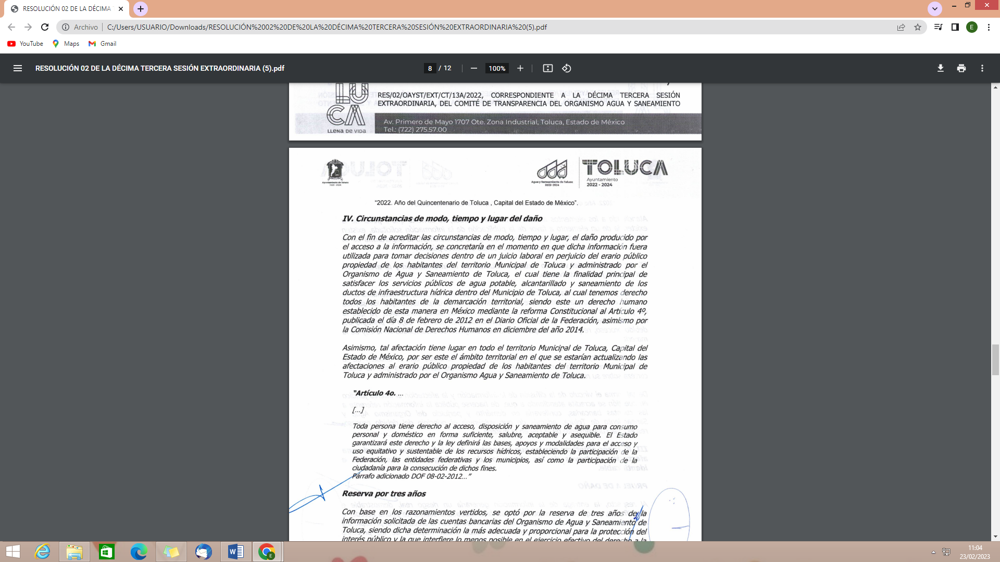 RESOLUCIÓN 02 DE LA DÉCIMA T
Archivo
C:/Users/USUARIO/Downloads/RESOLUCIÓN%2002%20DE%20LA%20DÉCIMA%20TERCERA%20SESIÓN%20EXTRAORDINARIA%20(5).pdf
E
YouTube
Maps
Gmail
RESOLUCIÓN 02 DE LA DÉCIMA TERCERA SESIÓN EXTRAORDINARIA (5).pdf
8 / 12
100%
LU
CA
LLENA DE VIDA
RES/02/OAYST/EXT/CT/13A/2022, CORRESPONDIENTE A LA DÉCIMA TERCERA SESIÓN
EXTRAORDINARIA, DEL COMITÉ DE TRANSPARENCIA DEL ORGANISMO AGUA Y SANEAMIENTO
Av. Primero de Mayo 1707 Ote. Zona Industrial, Toluca, Estado de México
Tel.: (722) 275.57.00
Ayuntamiento de Toluca
2022 - 2024
Agua y Saneamiento de Toluca
2022-2024
TOLUCA
Ayuntamiento
2022 - 2024
“2022. Año del Quincentenario de Toluca , Capital del Estado de México”.
IV. Circunstancias de modo, tiempo y lugar del daño
Con el fin de acreditar las circunstancias de modo, tiempo y lugar, el daño producido por
el acceso a la información, se concretaría en el momento en que dicha información fuera
utilizada para tomar decisiones dentro de un juicio laboral en perjuicio del erario público
propiedad de los habitantes del territorio Municipal de Toluca y administrado por el
Organismo de Agua y Saneamiento de Toluca, el cual tiene la finalidad principal de
satisfacer los servicios públicos de agua potable, alcantarillado y saneamiento de los
ductos de infraestructura hídrica dentro del Municipio de Toluca, al cual tenemos derecho
todos los habitantes de la demarcación territorial, siendo este un derecho humano
establecido de esta manera en México mediante la reforma Constitucional al Artículo 4º,
publicada el día 8 de febrero de 2012 en el Diario Oficial de la Federación, asimismo por
la Comisión Nacional de Derechos Humanos en diciembre del año 2014.
Asimismo, tal afectación tiene lugar en todo el territorio Municipal de Toluca, Capital del
Estado de México, por ser este el ámbito territorial en el que se estarían actualizando las
afectaciones al erario público propiedad de los habitantes del territorio Municipal de
Toluca y administrado por el Organismo Agua y Saneamiento de Toluca.
“Artículo 4o. ...
[...]
Toda persona tiene derecho al acceso, disposición y saneamiento de agua para consumo
personal y doméstico en forma suficiente, salubre, aceptable y asequible. El Estado
garantizará este derecho y la ley definirá las bases, apoyos y modalidades para el acceso y
uso equitativo y sustentable de los recursos hídricos, estableciendo la participación de la
Federación, las entidades federativas y los municipios, así como la participación de la
ciudadanía para la consecución de dichos fines.
Párrafo adicionado DOF 08-02-2012...”
Reserva por tres años
Con base en los razonamientos vertidos, se optó por la reserva de tres años de la
información solicitada de las cuentas bancarias del Organismo de Agua y Saneamiento de
Toluca, siendo dicha determinación la más adecuada y proporcional para la protección del
interés público y la que interfiere lo menos posible en el ejercicio efectivo del derecho a la
11:04
23/02/2023